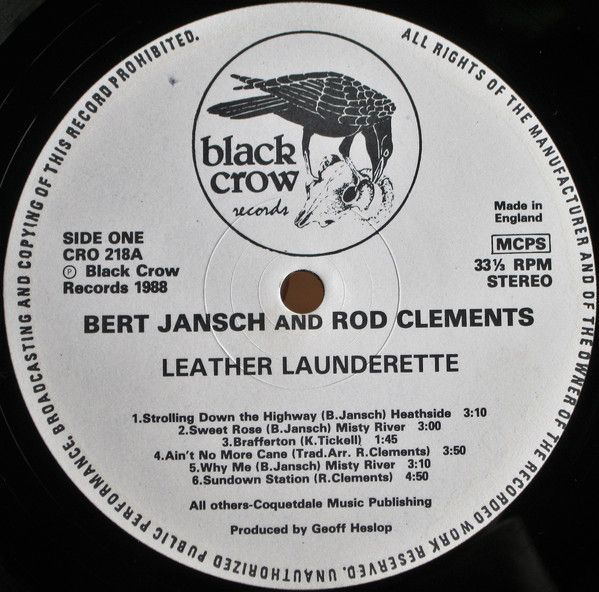 UNAUTHORIZED PUBLIC PERFORMANCE, BROADCASTING AND COPYING OF THIS RECORD PROHIBITED.
ALL RIGHTS OF THE MANUFACTURER AND OF THE OWNER OF THE RECORDED WORK RESERVED.
black
crow
records
SIDE ONE
CRO 218A
Ⓟ Black Crow
Records 1988
Made in
England
MCPS
33⅓ RPM
STEREO
BERT JANSCH AND ROD CLEMENTS
LEATHER LAUNDERETTE
1.Strolling Down the Highway (B.Jansch) Heathside 3:10
2.Sweet Rose (B.Jansch) Misty River 3:00
3.Brafferton (K.Tickell) 1:45
4.Ain't No More Cane (Trad.Arr. R.Clements) 3:50
5.Why Me (B.Jansch) Misty River 3:10
6.Sundown Station (R.Clements) 4:50
All others-Coquetdale Music Publishing
Produced by Geoff Heslop